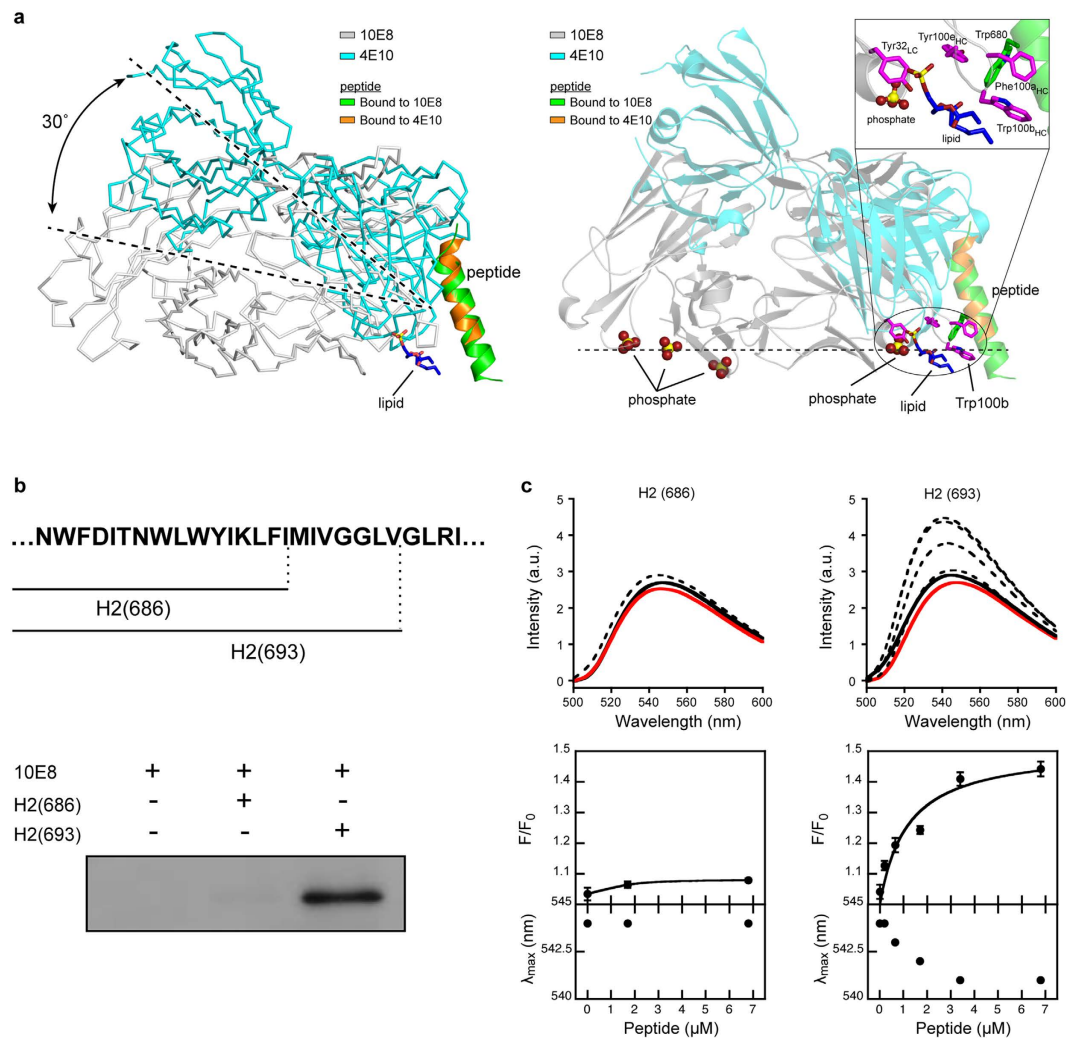 a
10E8
4E10
peptide
Bound to 10E8
Bound to 4E10
30°
peptide
lipid
10E8
4E10
peptide
Bound to 10E8
Bound to 4E10
Tyr32LC
Tyr100eHC
Trp680
Phe100aHC
phosphate
Trp100bHC
lipid
peptide
phosphate
phosphate
lipid
Trp100b
b
...NWFDITNWLWYIKLFIMIVGGLVGLRI...
H2(686)
H2(693)
10E8 + + +
H2(686) - + -
H2(693) - - +
c
H2 (686)
Intensity (a.u.)
5
4
3
2
1
0
500 520 540 560 580 600
Wavelength (nm)
H2 (693)
Intensity (a.u.)
5
4
3
2
1
0
500 520 540 560 580 600
Wavelength (nm)
F/F0
1.5
1.4
1.3
1.2
1.1
545
λmax (nm)
542.5
540
0 1 2 3 4 5 6 7
Peptide (µM)
F/F0
1.5
1.4
1.3
1.2
1.1
545
λmax (nm)
542.5
540
0 1 2 3 4 5 6 7
Peptide (µM)